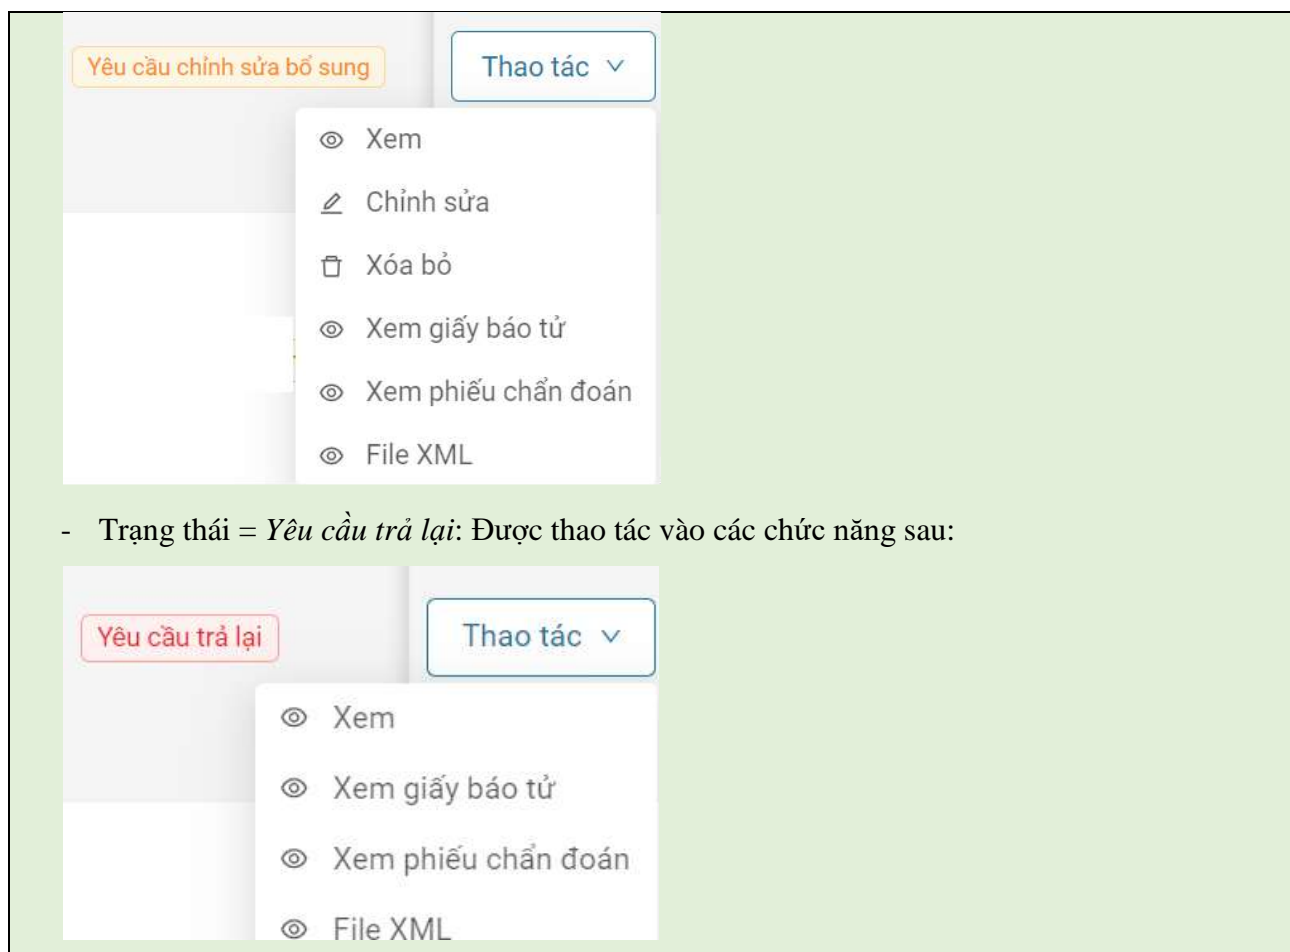 Yêu cầu chỉnh sửa bổ sung Thao tác
Xem
Chỉnh sửa
Xóa bỏ
Xem giấy báo tử
Xem phiếu chẩn đoán
File XML
- Trạng thái = Yêu cầu trả lại: Được thao tác vào các chức năng sau:
Yêu cầu trả lại Thao tác
Xem
Xem giấy báo tử
Xem phiếu chẩn đoán
File XML